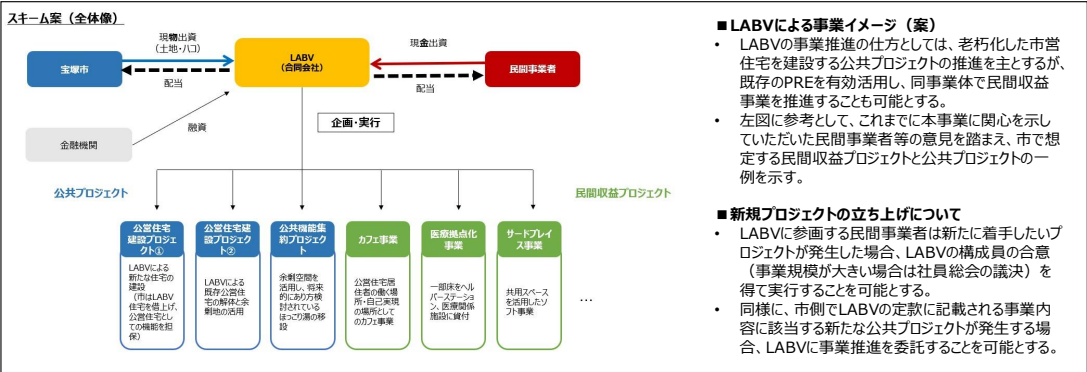 スキーム案（全体像）
現物出資
（土地・ハコ）
現金出資
宝塚市
LABV
（合同会社）
民間事業者
配当
配当
融資
企画・実行
金融機関
公共プロジェクト
民間収益プロジェクト
公営住宅
建設プロジェ
クト①
LABVによる
新たな住宅の
建設
（市はLABV
住宅を借上げ、
公営住宅とし
ての機能を担
保）
公営住宅建
設プロジェク
ト②
LABVによる
既存公営住
宅の解体と余
剰地の活用
公共機能集
約プロジェク
ト
余剰空間を
活用し、将来
的にあり方検
討されている
ほっこり湯の移
設
カフェ事業
公営住宅居
住者の働く場
所・自己実現
の場所として
のカフェ事業
医療拠点化
事業
一部床をヘル
パーステーショ
ン、医療関係
施設に貸付
サードプレイ
ス事業
共用スペース
を活用したソ
フト事業
…
■LABVによる事業イメージ（案）
• LABVの事業推進の仕方としては、老朽化した市営
住宅を建設する公共プロジェクトの推進を主とするが、
既存のPREを有効活用し、同事業体で民間収益
事業を推進することも可能とする。
• 左図に参考として、これまでに本事業に関心を示し
ていただいた民間事業者等の意見を踏まえ、市で想
定する民間収益プロジェクトと公共プロジェクトの一
例を示す。
■新規プロジェクトの立ち上げについて
• LABVに参画する民間事業者は新たに着手したいプ
ロジェクトが発生した場合、LABVの構成員の合意
（事業規模が大きい場合は社員総会の議決）を
得て実行することを可能とする。
• 同様に、市側でLABVの定款に記載される事業内
容に該当する新たな公共プロジェクトが発生する場
合、LABVに事業推進を委託することを可能とする。